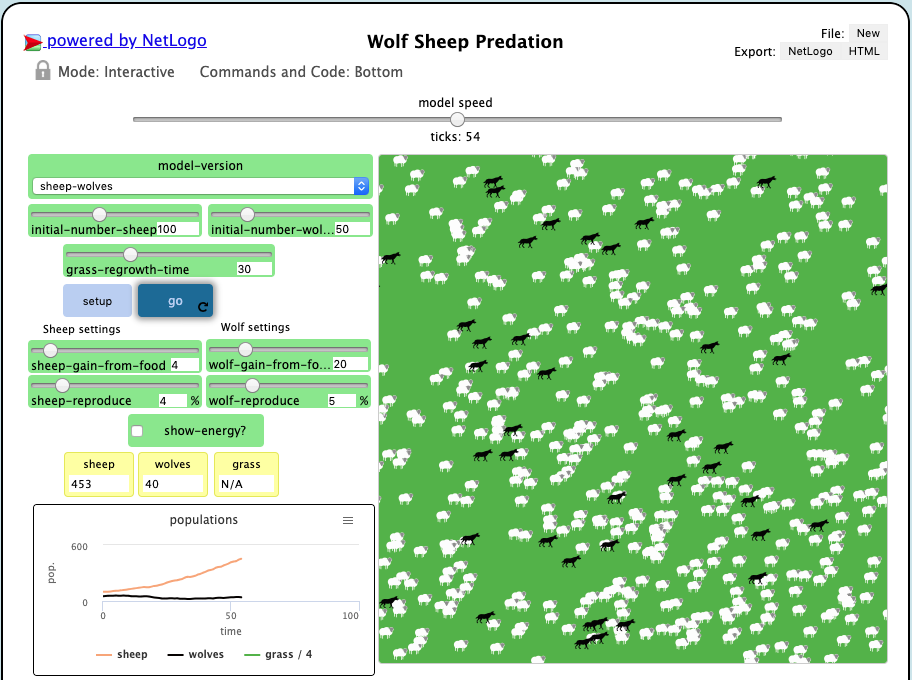 powered by NetLogo
Wolf Sheep Predation
File: New
Export: NetLogo HTML
Mode: Interactive Commands and Code: Bottom
model speed
ticks: 54
model-version
sheep-wolves
initial-number-sheep 100
initial-number-wol... 50
grass-regrowth-time 30
setup
go
Sheep settings
Wolf settings
sheep-gain-from-food 4
wolf-gain-from-fo... 20
sheep-reproduce 4 %
wolf-reproduce 5 %
show-energy?
sheep
453
wolves
40
grass
N/A
populations
600
pop.
0
0 50 100
time
sheep wolves grass / 4